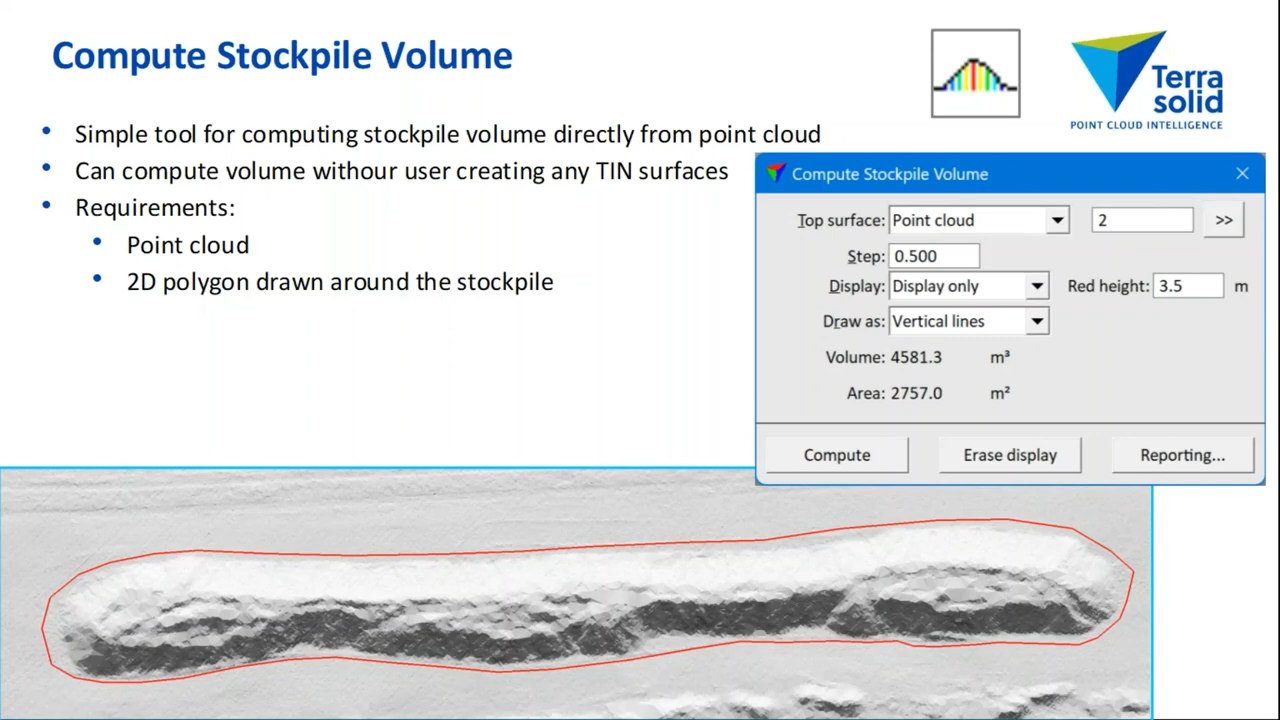 Compute Stockpile Volume
Terra
solid
POINT CLOUD INTELLIGENCE
• Simple tool for computing stockpile volume directly from point cloud
• Can compute volume withour user creating any TIN surfaces
• Requirements:
• Point cloud
• 2D polygon drawn around the stockpile
Compute Stockpile Volume
Top surface: Point cloud 2 >>
Step: 0.500
Display: Display only Red height: 3.5 m
Draw as: Vertical lines
Volume: 4581.3 m³
Area: 2757.0 m²
Compute Erase display Reporting...